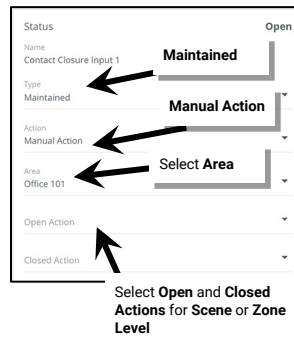 Status Open
Name
Contact Closure Input 1
Maintained
Type
Maintained
Manual Action
Action
Manual Action
Select Area
Area
Office 101
Open Action
Closed Action
Select Open and Closed
Actions for Scene or Zone
Level